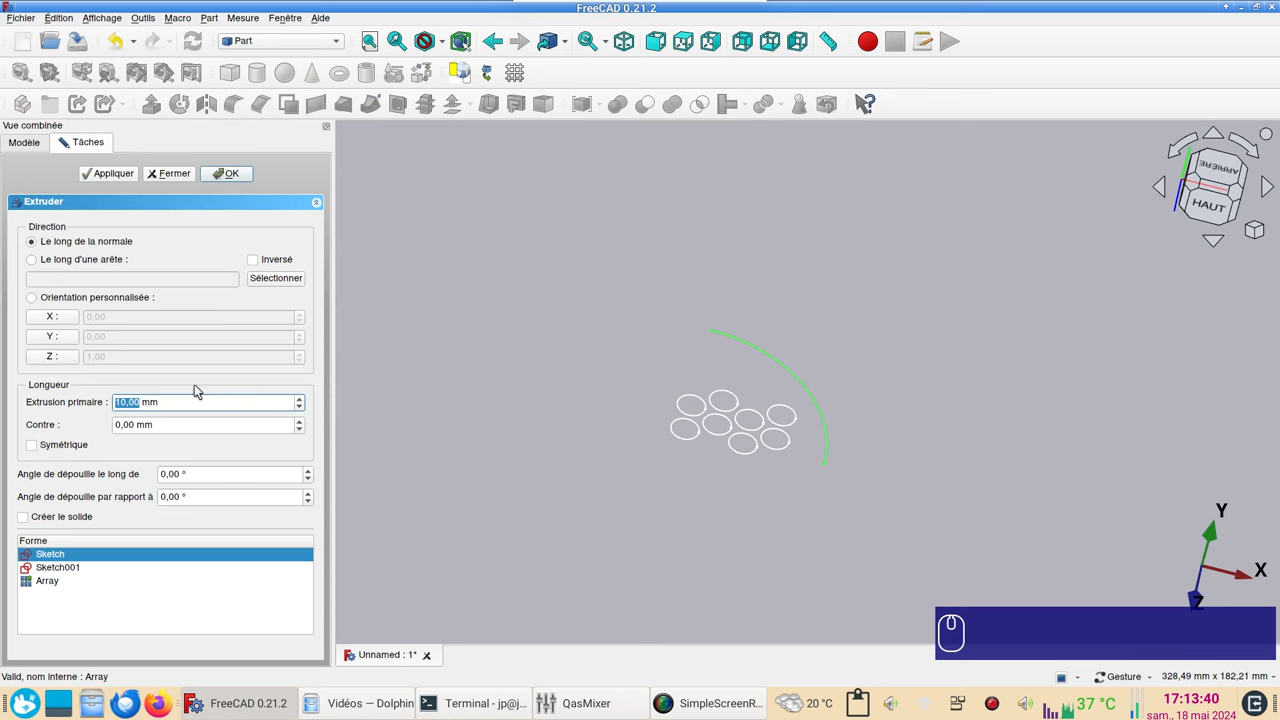 FreeCAD 0.21.2
Fichier Édition Affichage Outils Macro Part Mesure Fenêtre Aide
Part
Vue combinée
Modèle Tâches
Appliquer Fermer OK
Extruder
Direction
Le long de la normale
Le long d'une arête : Inversé
Sélectionner
Orientation personnalisée :
X : 0,00
Y : 0,00
Z : 1,00
Longueur
Extrusion primaire : 10,00 mm
Contre : 0,00 mm
Symétrique
Angle de dépouille le long de 0,00 °
Angle de dépouille par rapport à 0,00 °
Créer le solide
Forme
Sketch
Sketch001
Array
ARRIÈRE
HAUT
Y
X
Z
Unnamed : 1*
Valid, nom interne : Array
Gesture 328,49 mm x 182,21 mm
FreeCAD 0.21.2 Vidéos — Dolphin Terminal - jp@j... QasMixer SimpleScreenR... 20 °C 37 °C
17:13:40
sam., 18 mai 2024